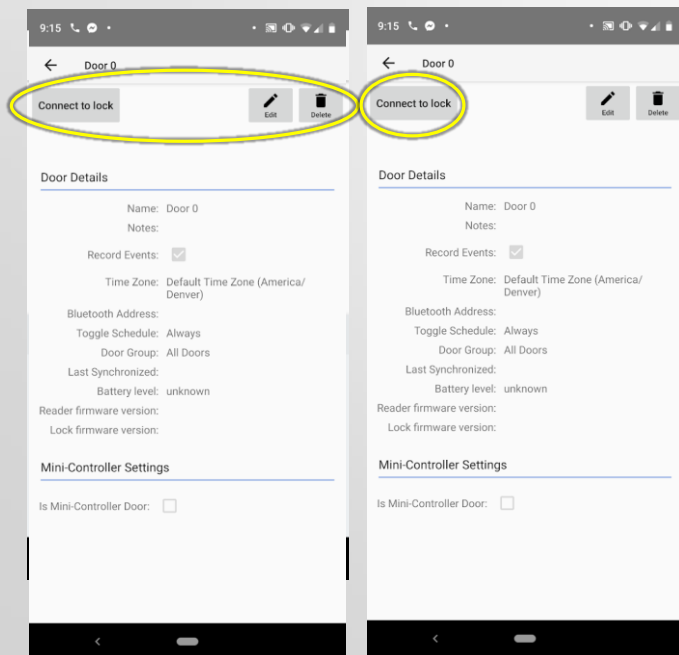 9:15
Door 0
Connect to lock
Edit
Delete
Door Details
Name: Door 0
Notes:
Record Events:
Time Zone: Default Time Zone (America/
Denver)
Bluetooth Address:
Toggle Schedule: Always
Door Group: All Doors
Last Synchronized:
Battery level: unknown
Reader firmware version:
Lock firmware version:
Mini-Controller Settings
Is Mini-Controller Door:
9:15
Door 0
Connect to lock
Edit
Delete
Door Details
Name: Door 0
Notes:
Record Events:
Time Zone: Default Time Zone (America/
Denver)
Bluetooth Address:
Toggle Schedule: Always
Door Group: All Doors
Last Synchronized:
Battery level: unknown
Reader firmware version:
Lock firmware version:
Mini-Controller Settings
Is Mini-Controller Door: